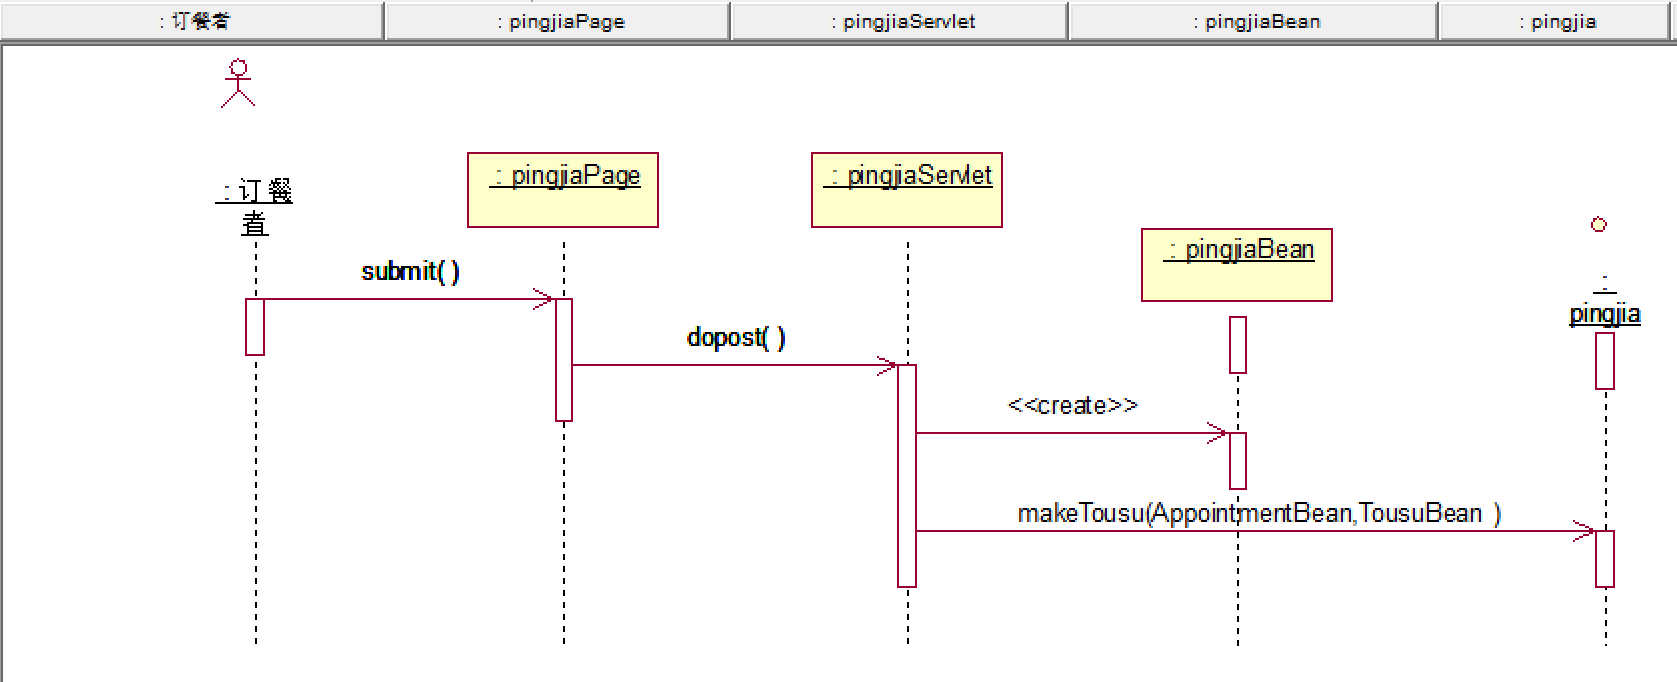 : 订餐者
: pingjiaPage
: pingjiaServlet
: pingjiaBean
: pingjia
: 订餐
者
: pingjiaPage
: pingjiaServlet
: pingjiaBean
:
pingjia
submit( )
dopost( )
<<create>>
makeTousu(AppointmentBean,TousuBean )